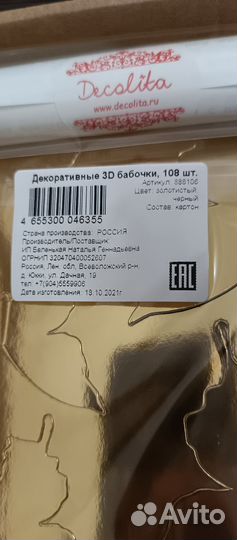 Decolita
www.decolita.ru
Декоративные 3D бабочки, 108 шт.
Артикул: 888106
Цвет: золотистый,
черный
Состав: картон
4 655300 046355
Страна производства: РОССИЯ
Производитель/Поставщик
ИП Беленькая Наталья Геннадьевна
ОГРНИП 320470400052607
Россия, Лен. обл, Всеволожский р-н,
д. Юкки, ул. Дачная, 19
тел. +7(904)5559906
Дата изготовления: 18.10.2021г
ЕАС
Avito